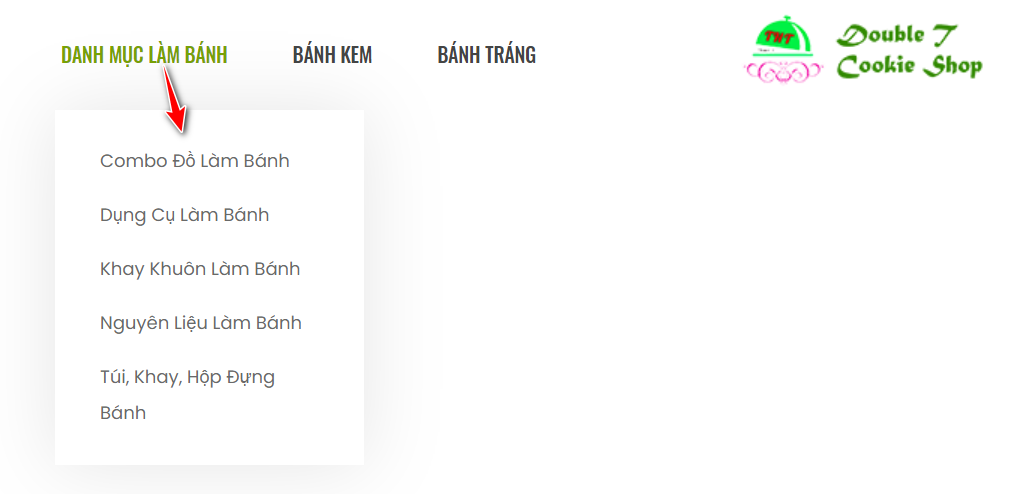 DANH MỤC LÀM BÁNH BÁNH KEM BÁNH TRÁNG
TNT
Double T
Cookie Shop
Combo Đồ Làm Bánh
Dụng Cụ Làm Bánh
Khay Khuôn Làm Bánh
Nguyên Liệu Làm Bánh
Túi, Khay, Hộp Đựng
Bánh